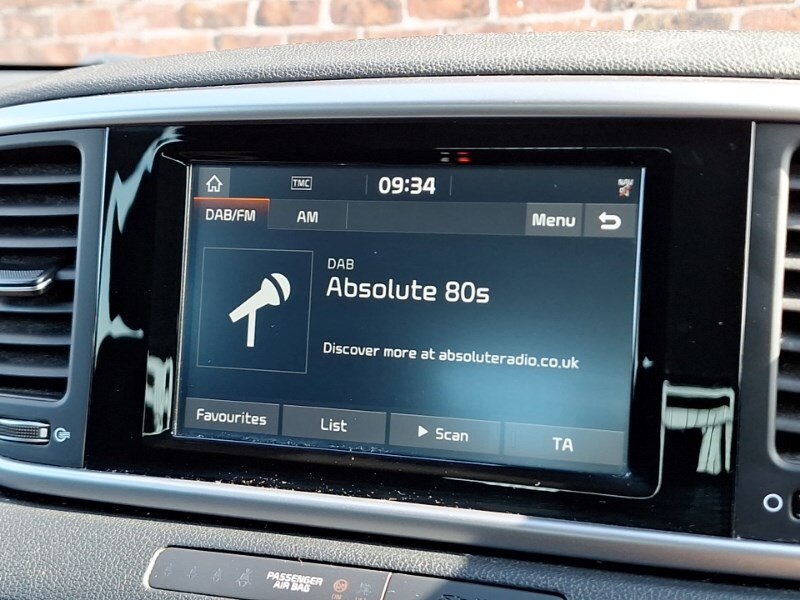 TMC 09:34
DAB/FM AM Menu
DAB
Absolute 80s
Discover more at absoluteradio.co.uk
Favourites List Scan TA
PASSENGER
AIR BAG
ON